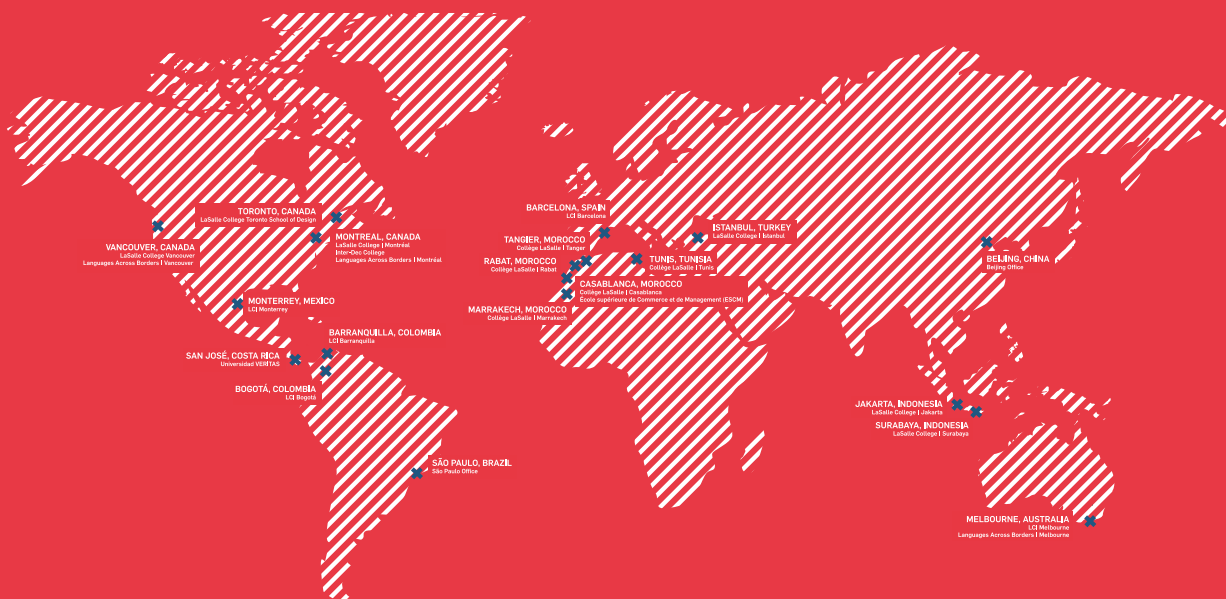 TORONTO, CANADA
LaSalle College Toronto School of Design
VANCOUVER, CANADA
LaSalle College Vancouver
Languages Across Borders | Vancouver
MONTREAL, CANADA
LaSalle College | Montréal
Inter-Dec College
Languages Across Borders | Montréal
MONTERREY, MEXICO
LCI Monterrey
BARRANQUILLA, COLOMBIA
LCI Barranquilla
SAN JOSÉ, COSTA RICA
Universidad VERITAS
BOGOTÁ, COLOMBIA
LCI Bogotá
SÃO PAULO, BRAZIL
São Paulo Office
BARCELONA, SPAIN
LCI Barcelona
TANGIER, MOROCCO
Collège LaSalle | Tanger
RABAT, MOROCCO
Collège LaSalle | Rabat
CASABLANCA, MOROCCO
Collège LaSalle | Casablanca
École supérieure de Commerce et de Management (ESCM)
MARRAKECH, MOROCCO
Collège LaSalle | Marrakech
TUNIS, TUNISIA
Collège LaSalle | Tunis
ISTANBUL, TURKEY
LaSalle College | Istanbul
BEIJING, CHINA
Beijing Office
JAKARTA, INDONESIA
LaSalle College | Jakarta
SURABAYA, INDONESIA
LaSalle College | Surabaya
MELBOURNE, AUSTRALIA
LCI Melbourne
Languages Across Borders | Melbourne